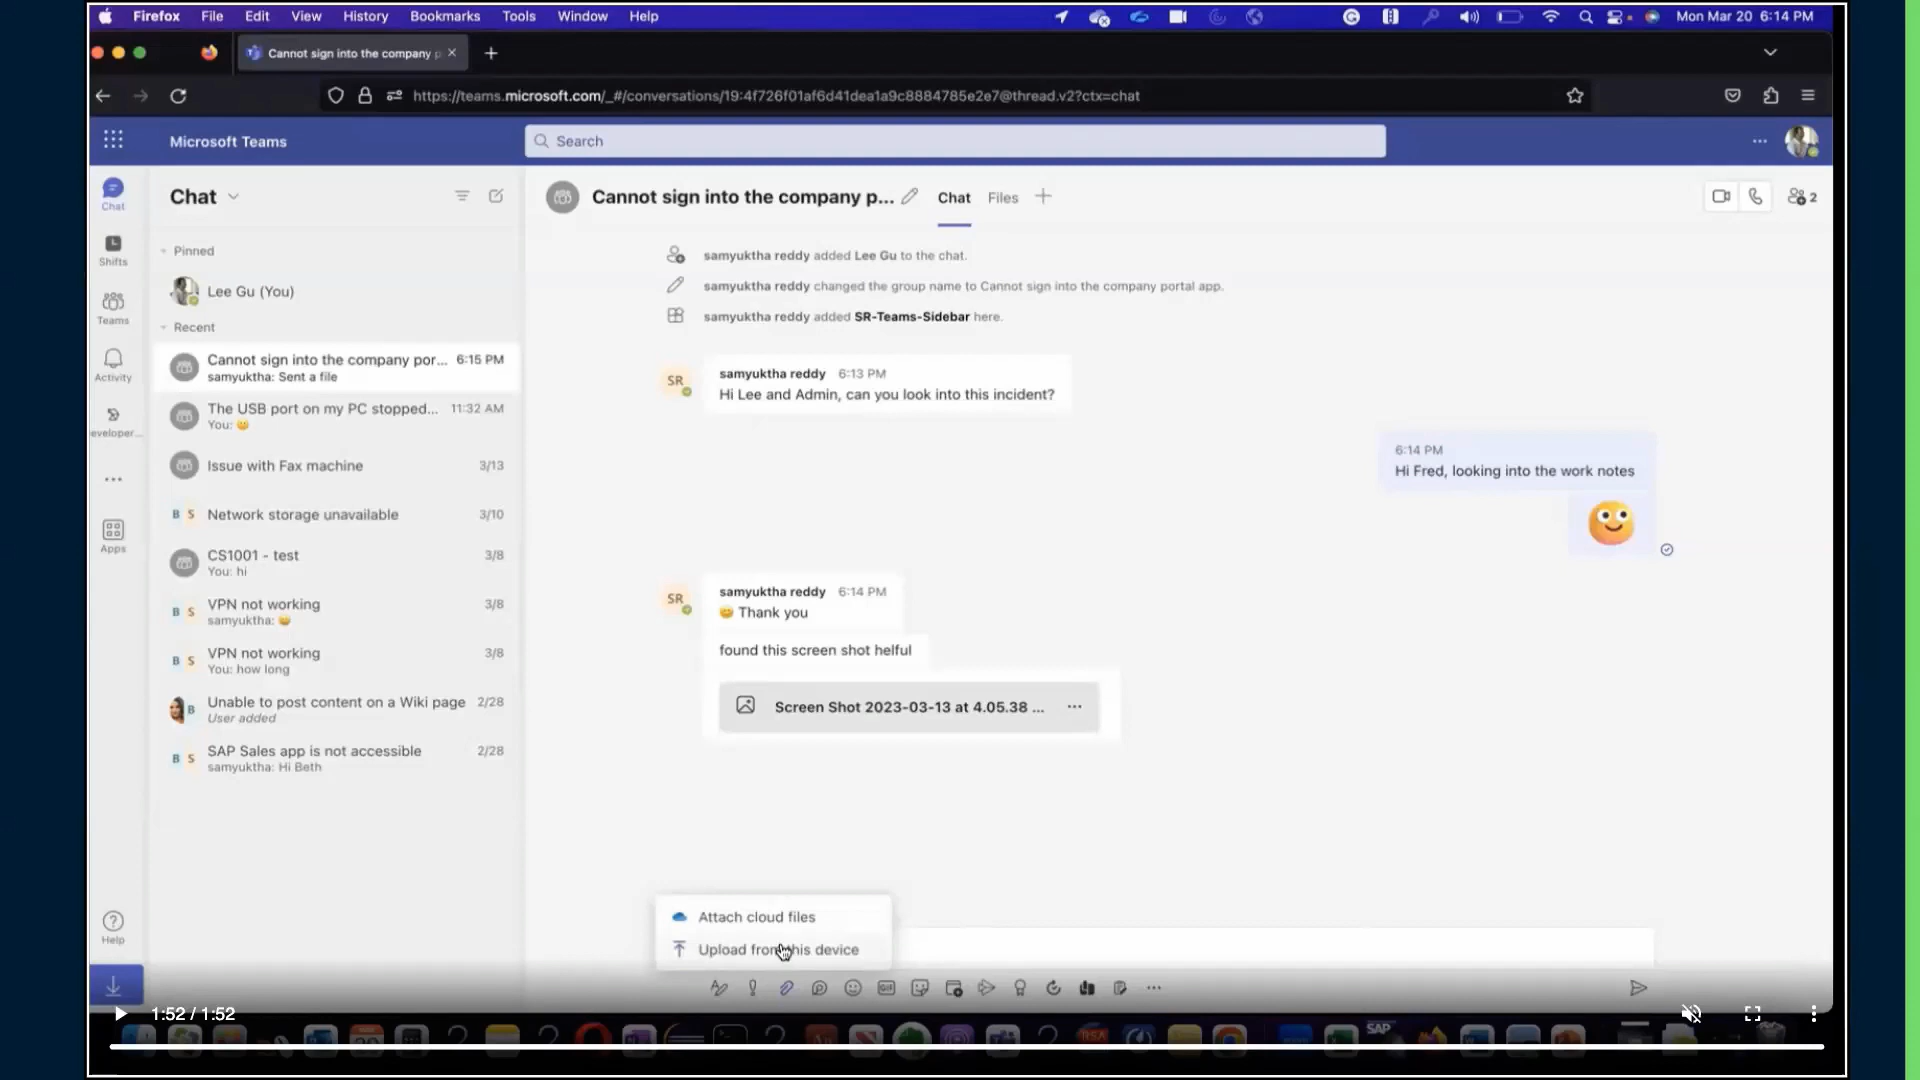 Firefox File Edit View History Bookmarks Tools Window Help
Mon Mar 20 6:14 PM
Cannot sign into the company p
https://teams.microsoft.com/_#/conversations/19:4f726f01af6d41dea1a9c8884785e2e7@thread.v2?ctx=chat
Microsoft Teams
Search
Chat
Shifts
Teams
Activity
eveloper...
Apps
Help
Chat
Pinned
Lee Gu (You)
Recent
Cannot sign into the company por... 6:15 PM
samyuktha: Sent a file
The USB port on my PC stopped... 11:32 AM
You:
Issue with Fax machine 3/13
B S Network storage unavailable 3/10
CS1001 - test 3/8
You: hi
B S VPN not working 3/8
samyuktha:
B S VPN not working 3/8
You: how long
B Unable to post content on a Wiki page 2/28
User added
B S SAP Sales app is not accessible 2/28
samyuktha: Hi Beth
Cannot sign into the company p... Chat Files 2
samyuktha reddy added Lee Gu to the chat.
samyuktha reddy changed the group name to Cannot sign into the company portal app.
samyuktha reddy added SR-Teams-Sidebar here.
SR samyuktha reddy 6:13 PM
Hi Lee and Admin, can you look into this incident?
6:14 PM
Hi Fred, looking into the work notes
SR samyuktha reddy 6:14 PM
Thank you
found this screen shot helful
Screen Shot 2023-03-13 at 4.05.38 ...
Attach cloud files
Upload from this device
GIF
1:52 / 1:52
SAP